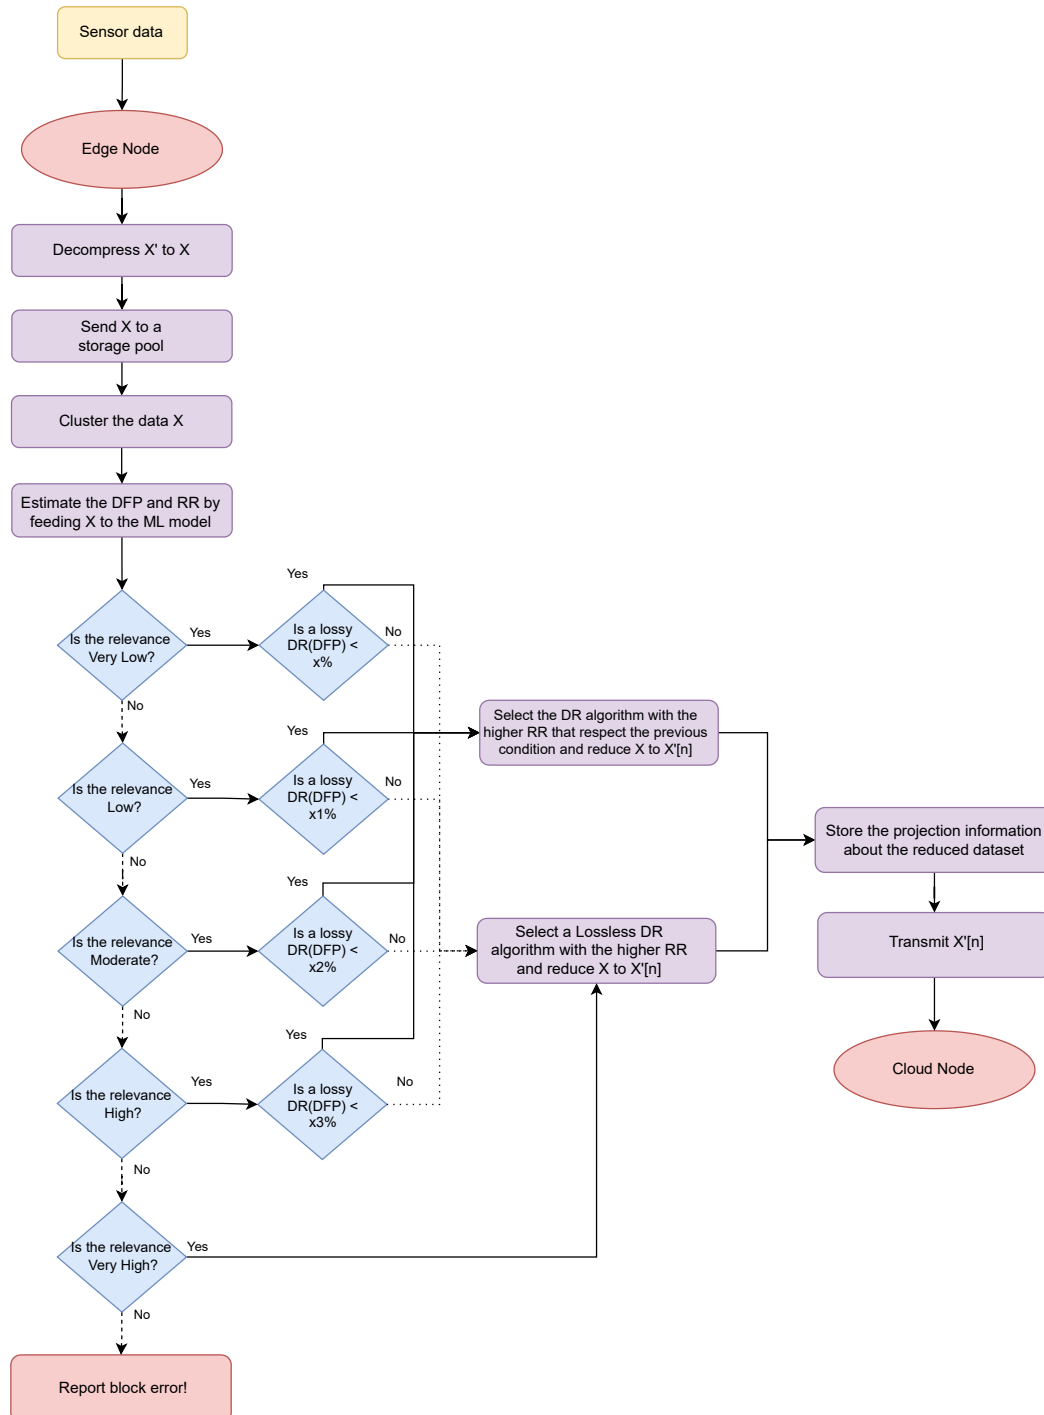 Sensor data
Edge Node
Decompress X' to X
Send X to a
storage pool
Cluster the data X
Estimate the DFP and RR by
feeding X to the ML model
Is the relevance
Very Low?
Yes
No
Is a lossy
DR(DFP) <
x%
Yes
No
Is the relevance
Low?
Yes
No
Is a lossy
DR(DFP) <
x1%
Yes
No
Is the relevance
Moderate?
Yes
No
Is a lossy
DR(DFP) <
x2%
Yes
No
Is the relevance
High?
Yes
No
Is a lossy
DR(DFP) <
x3%
Yes
No
Is the relevance
Very High?
Yes
No
Report block error!
Select the DR algorithm with the
higher RR that respect the previous
condition and reduce X to X'[n]
Select a Lossless DR
algorithm with the higher RR
and reduce X to X'[n]
Store the projection information
about the reduced dataset
Transmit X'[n]
Cloud Node